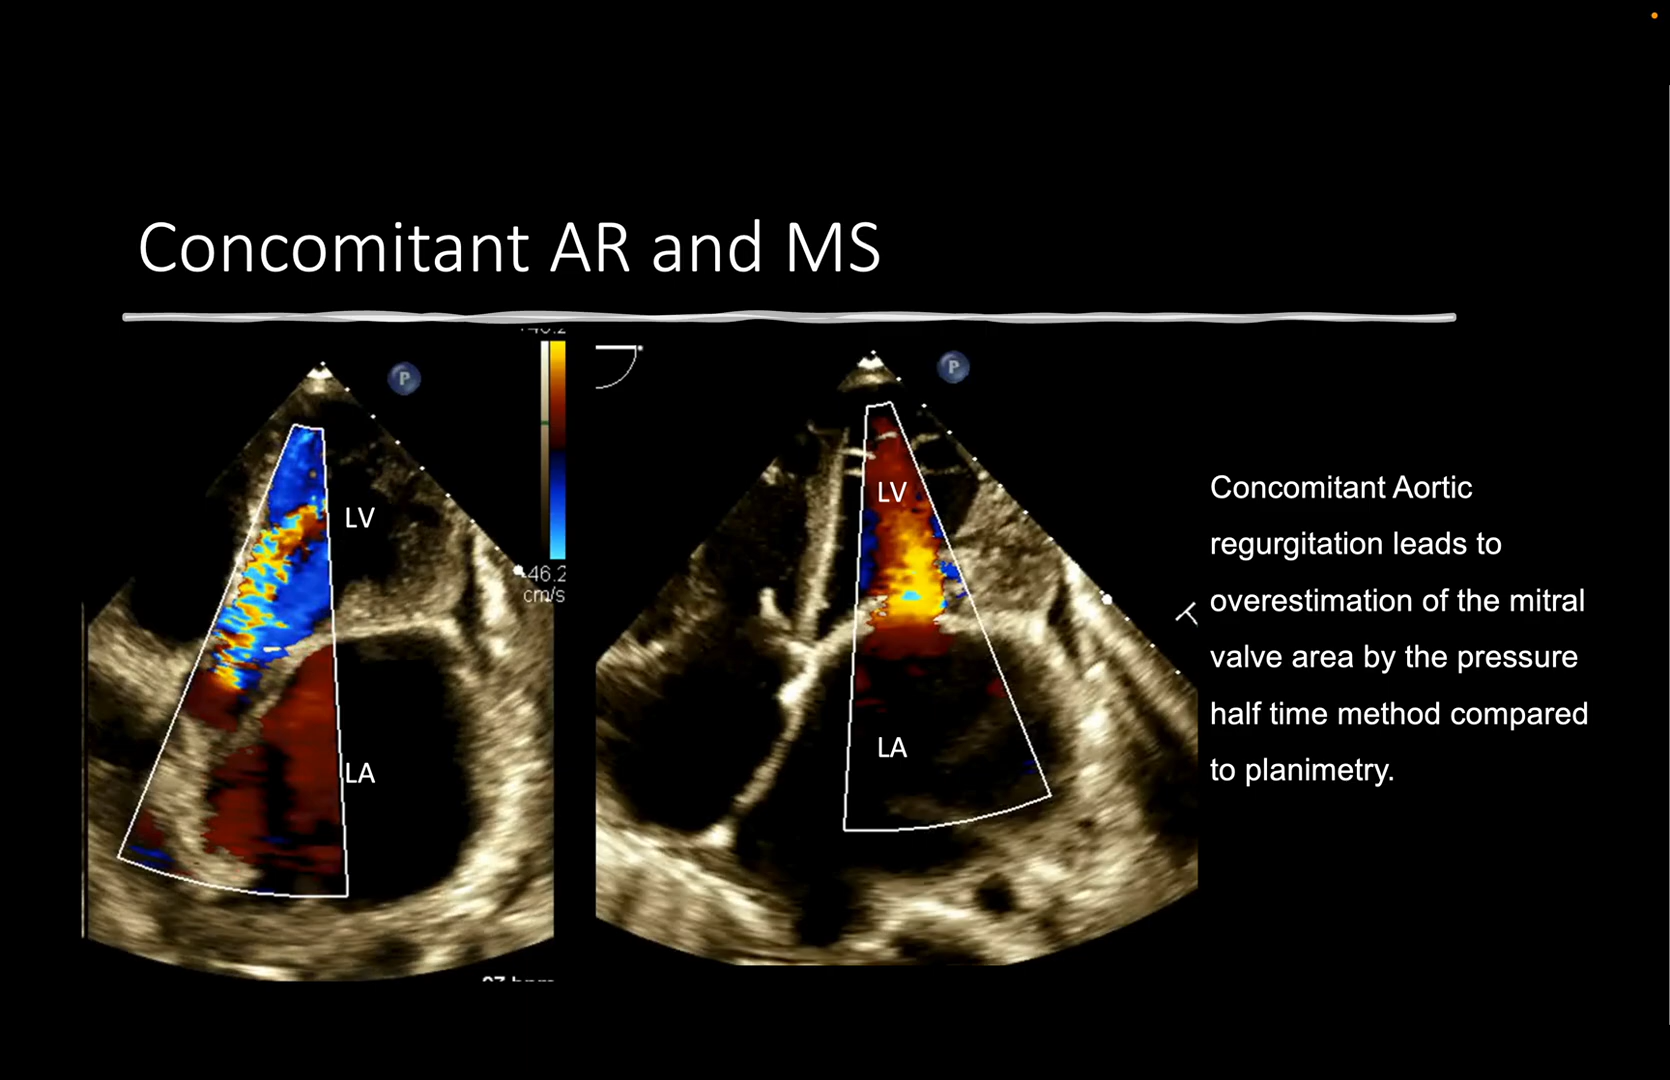 Concomitant AR and MS
P
-46.2
cm/s
LV
LA
P
LV
LA
Concomitant Aortic
regurgitation leads to
overestimation of the mitral
valve area by the pressure
half time method compared
to planimetry.